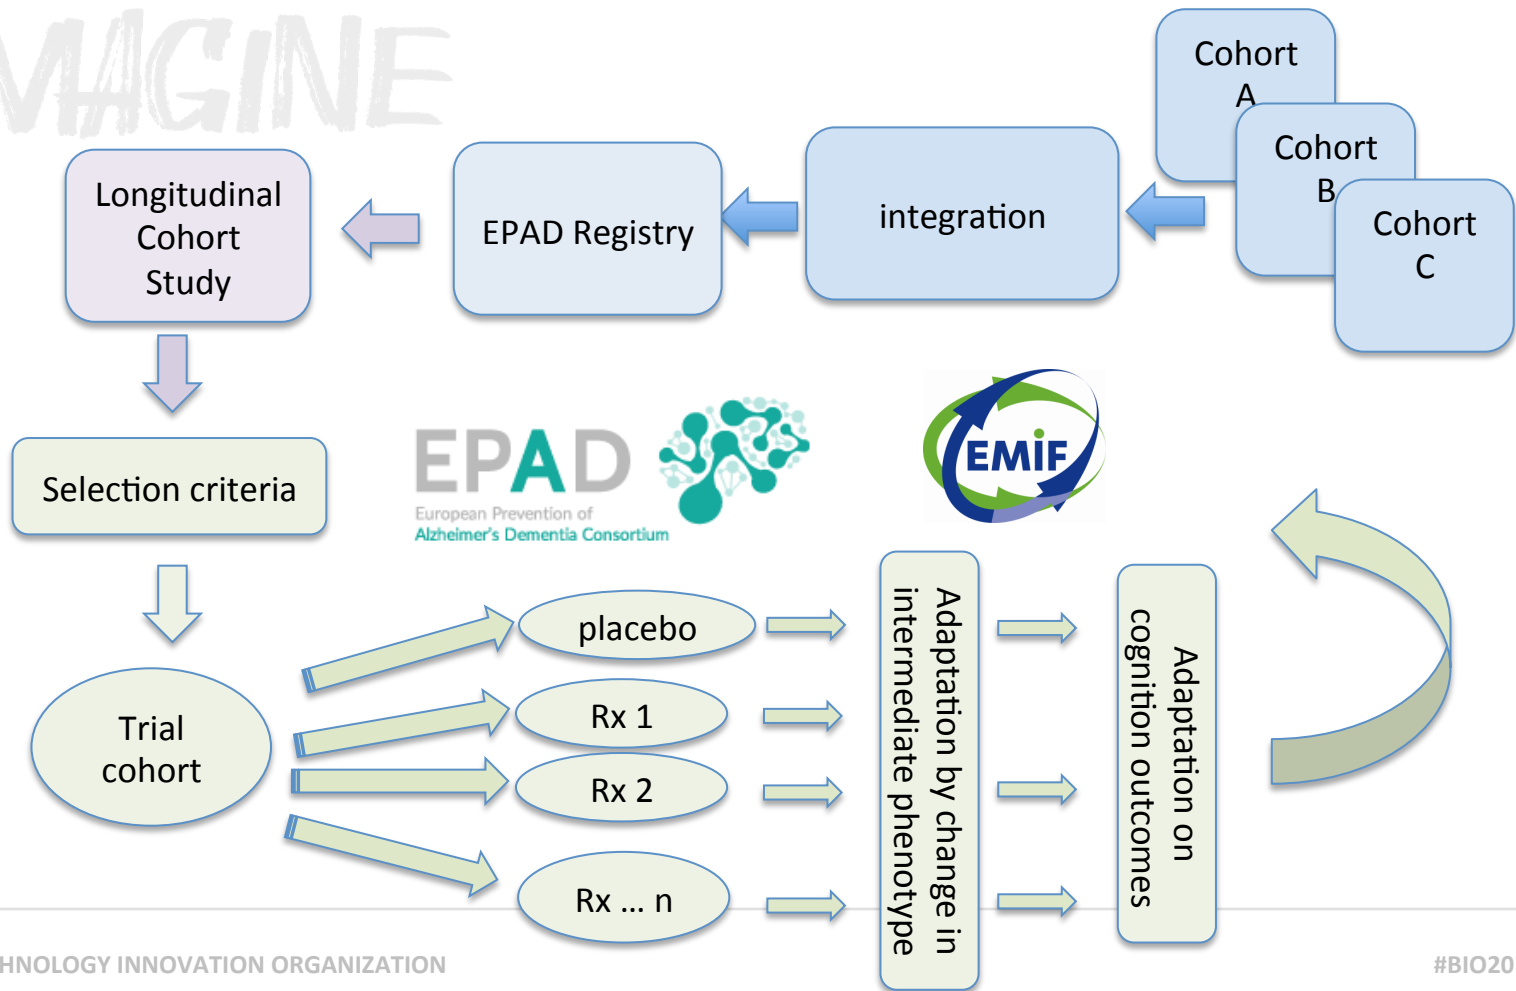 MAGINE
Cohort
A
Cohort
B
Cohort
C
integration
EPAD Registry
Longitudinal
Cohort
Study
Selection criteria
EPAD
European Prevention of
Alzheimer's Dementia Consortium
EMiF
Trial
cohort
placebo
Rx 1
Rx 2
Rx ... n
Adaptation by change in
intermediate phenotype
Adaptation on
cognition outcomes
HNOLOGY INNOVATION ORGANIZATION
#BIO20